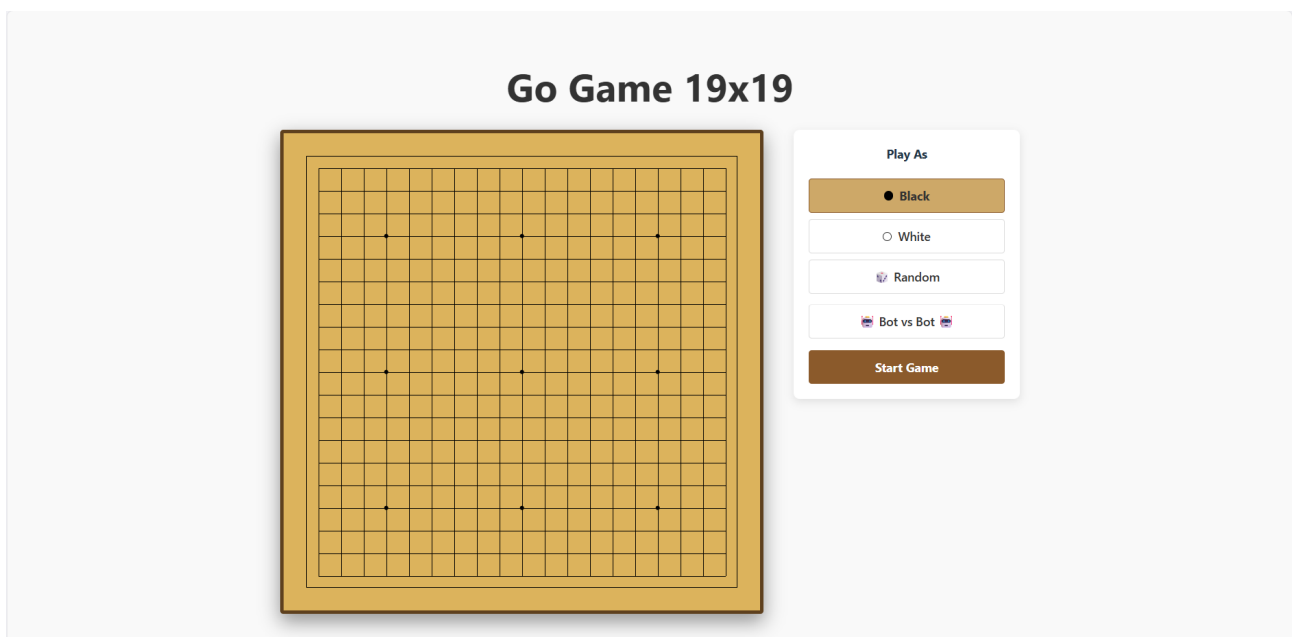 Go Game 19x19
Play As
Black
White
Random
Bot vs Bot
Start Game